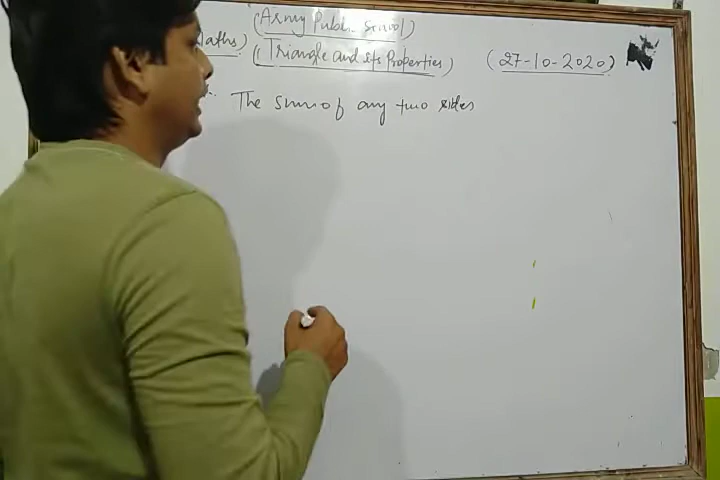 (Army Public School)
Maths)
(Triangle and its Properties) (27-10-2020)
The sum of any two sides